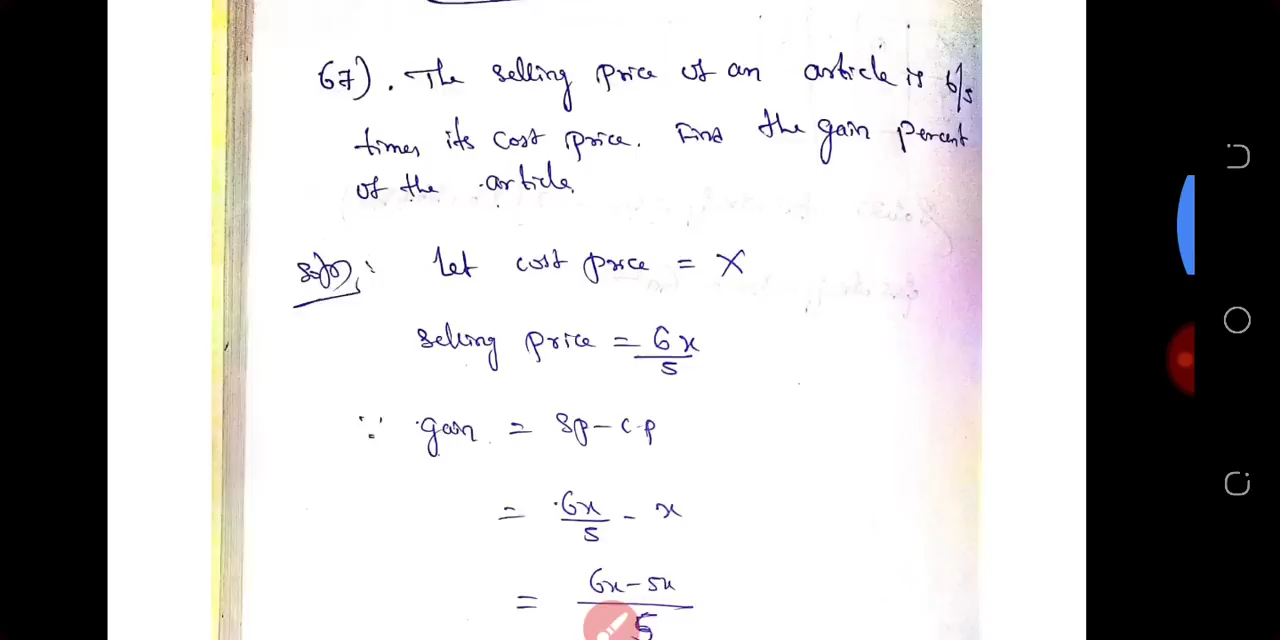 67). The selling price of an article is 6/5
times its cost price. Find the gain percent
of the article.
Soln:
Let cost price = x
selling price = 6x/5
∵ gain = SP - C.P
= 6x/5 - x
= 6x-5x/5